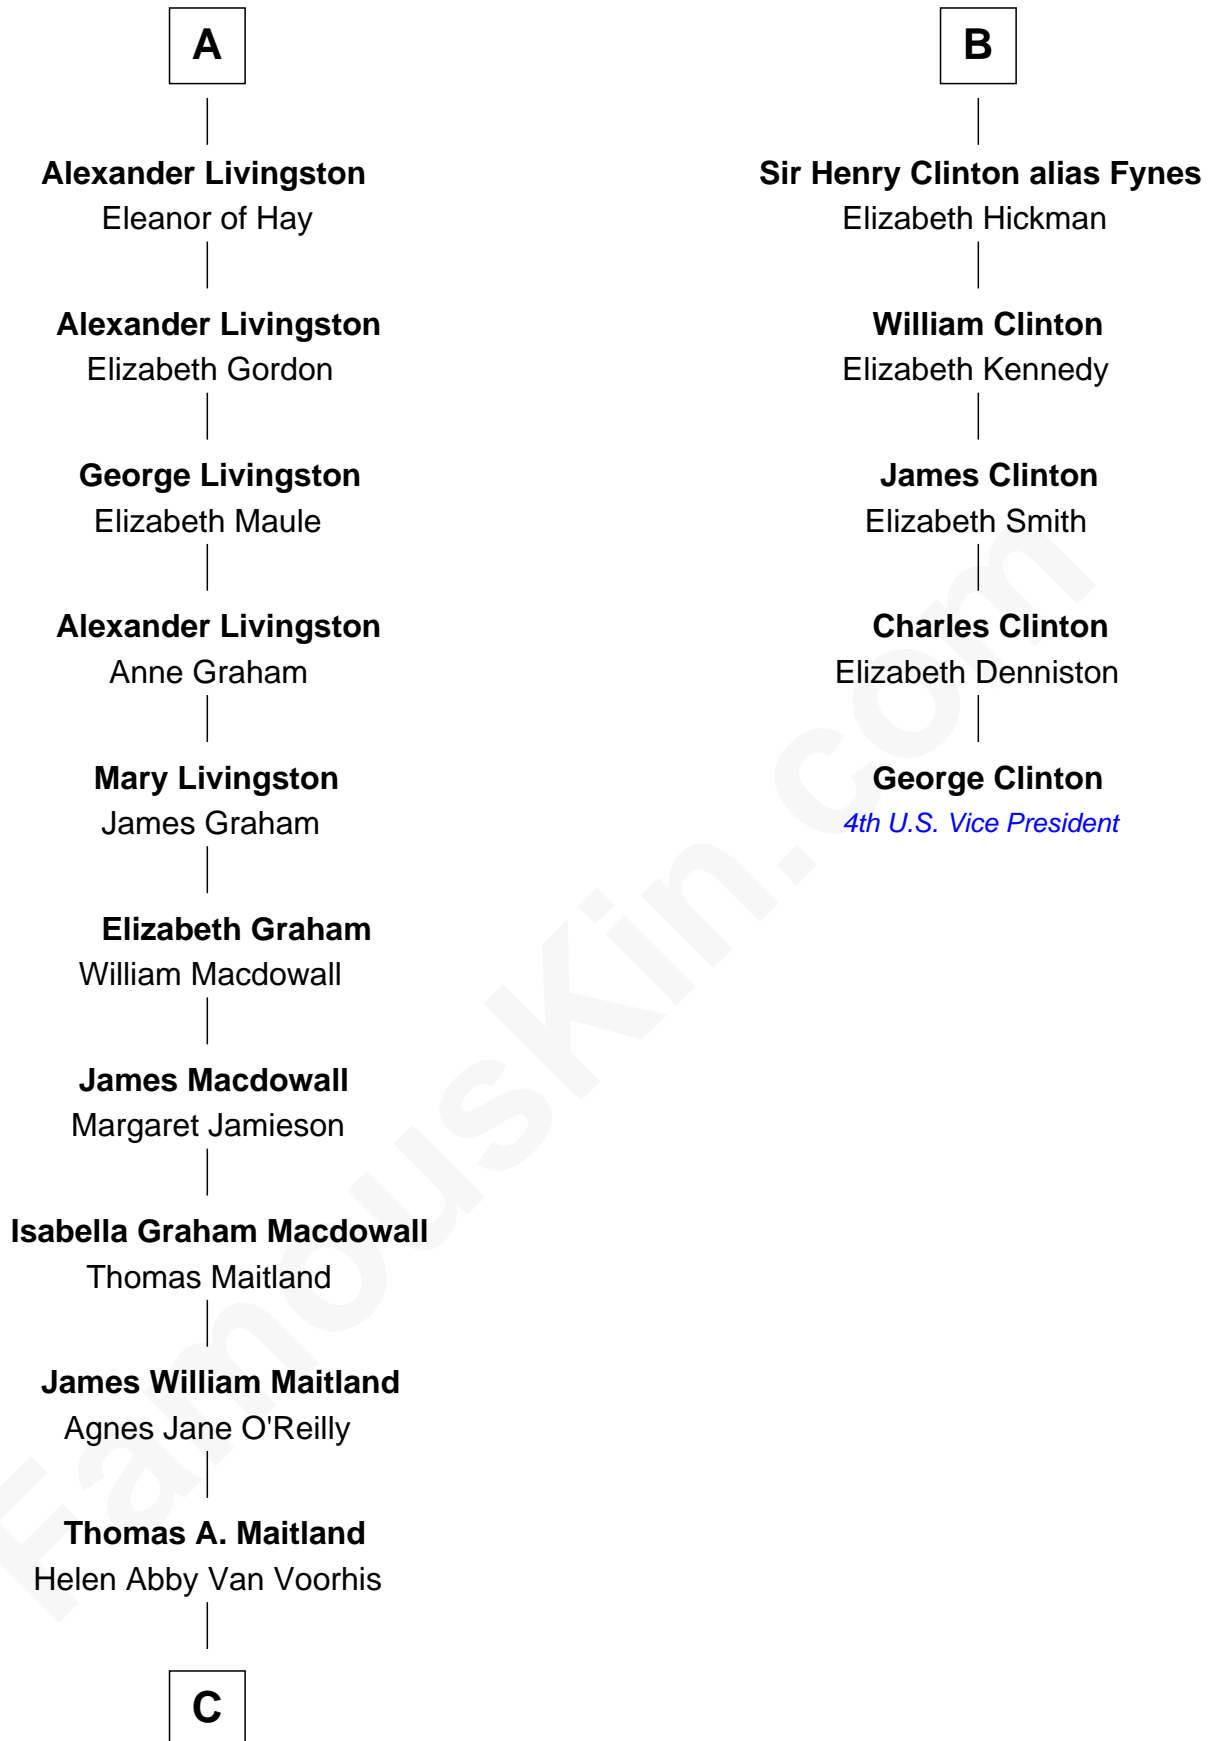 A
Alexander Livingston
Eleanor of Hay
Alexander Livingston
Elizabeth Gordon
George Livingston
Elizabeth Maule
Alexander Livingston
Anne Graham
Mary Livingston
James Graham
Elizabeth Graham
William Macdowall
James Macdowall
Margaret Jamieson
Isabella Graham Macdowall
Thomas Maitland
James William Maitland
Agnes Jane O'Reilly
Thomas A. Maitland
Helen Abby Van Voorhis
C
B
Sir Henry Clinton alias Fynes
Elizabeth Hickman
William Clinton
Elizabeth Kennedy
James Clinton
Elizabeth Smith
Charles Clinton
Elizabeth Denniston
George Clinton
4th U.S. Vice President
FamousKin.com